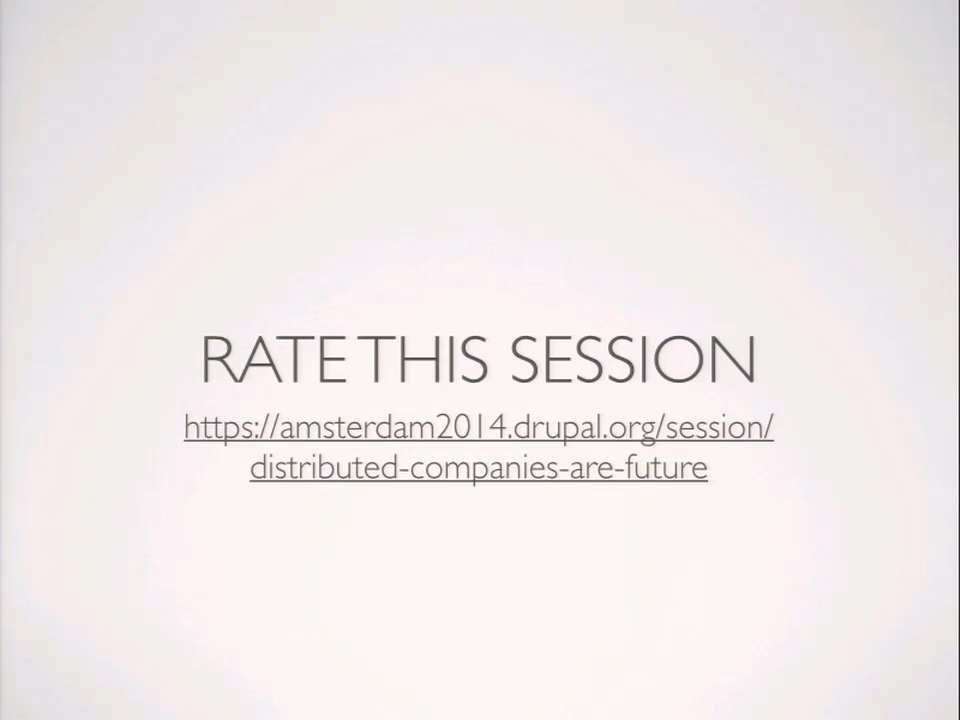 RATE THIS SESSION
https://amsterdam2014.drupal.org/session/
distributed-companies-are-future